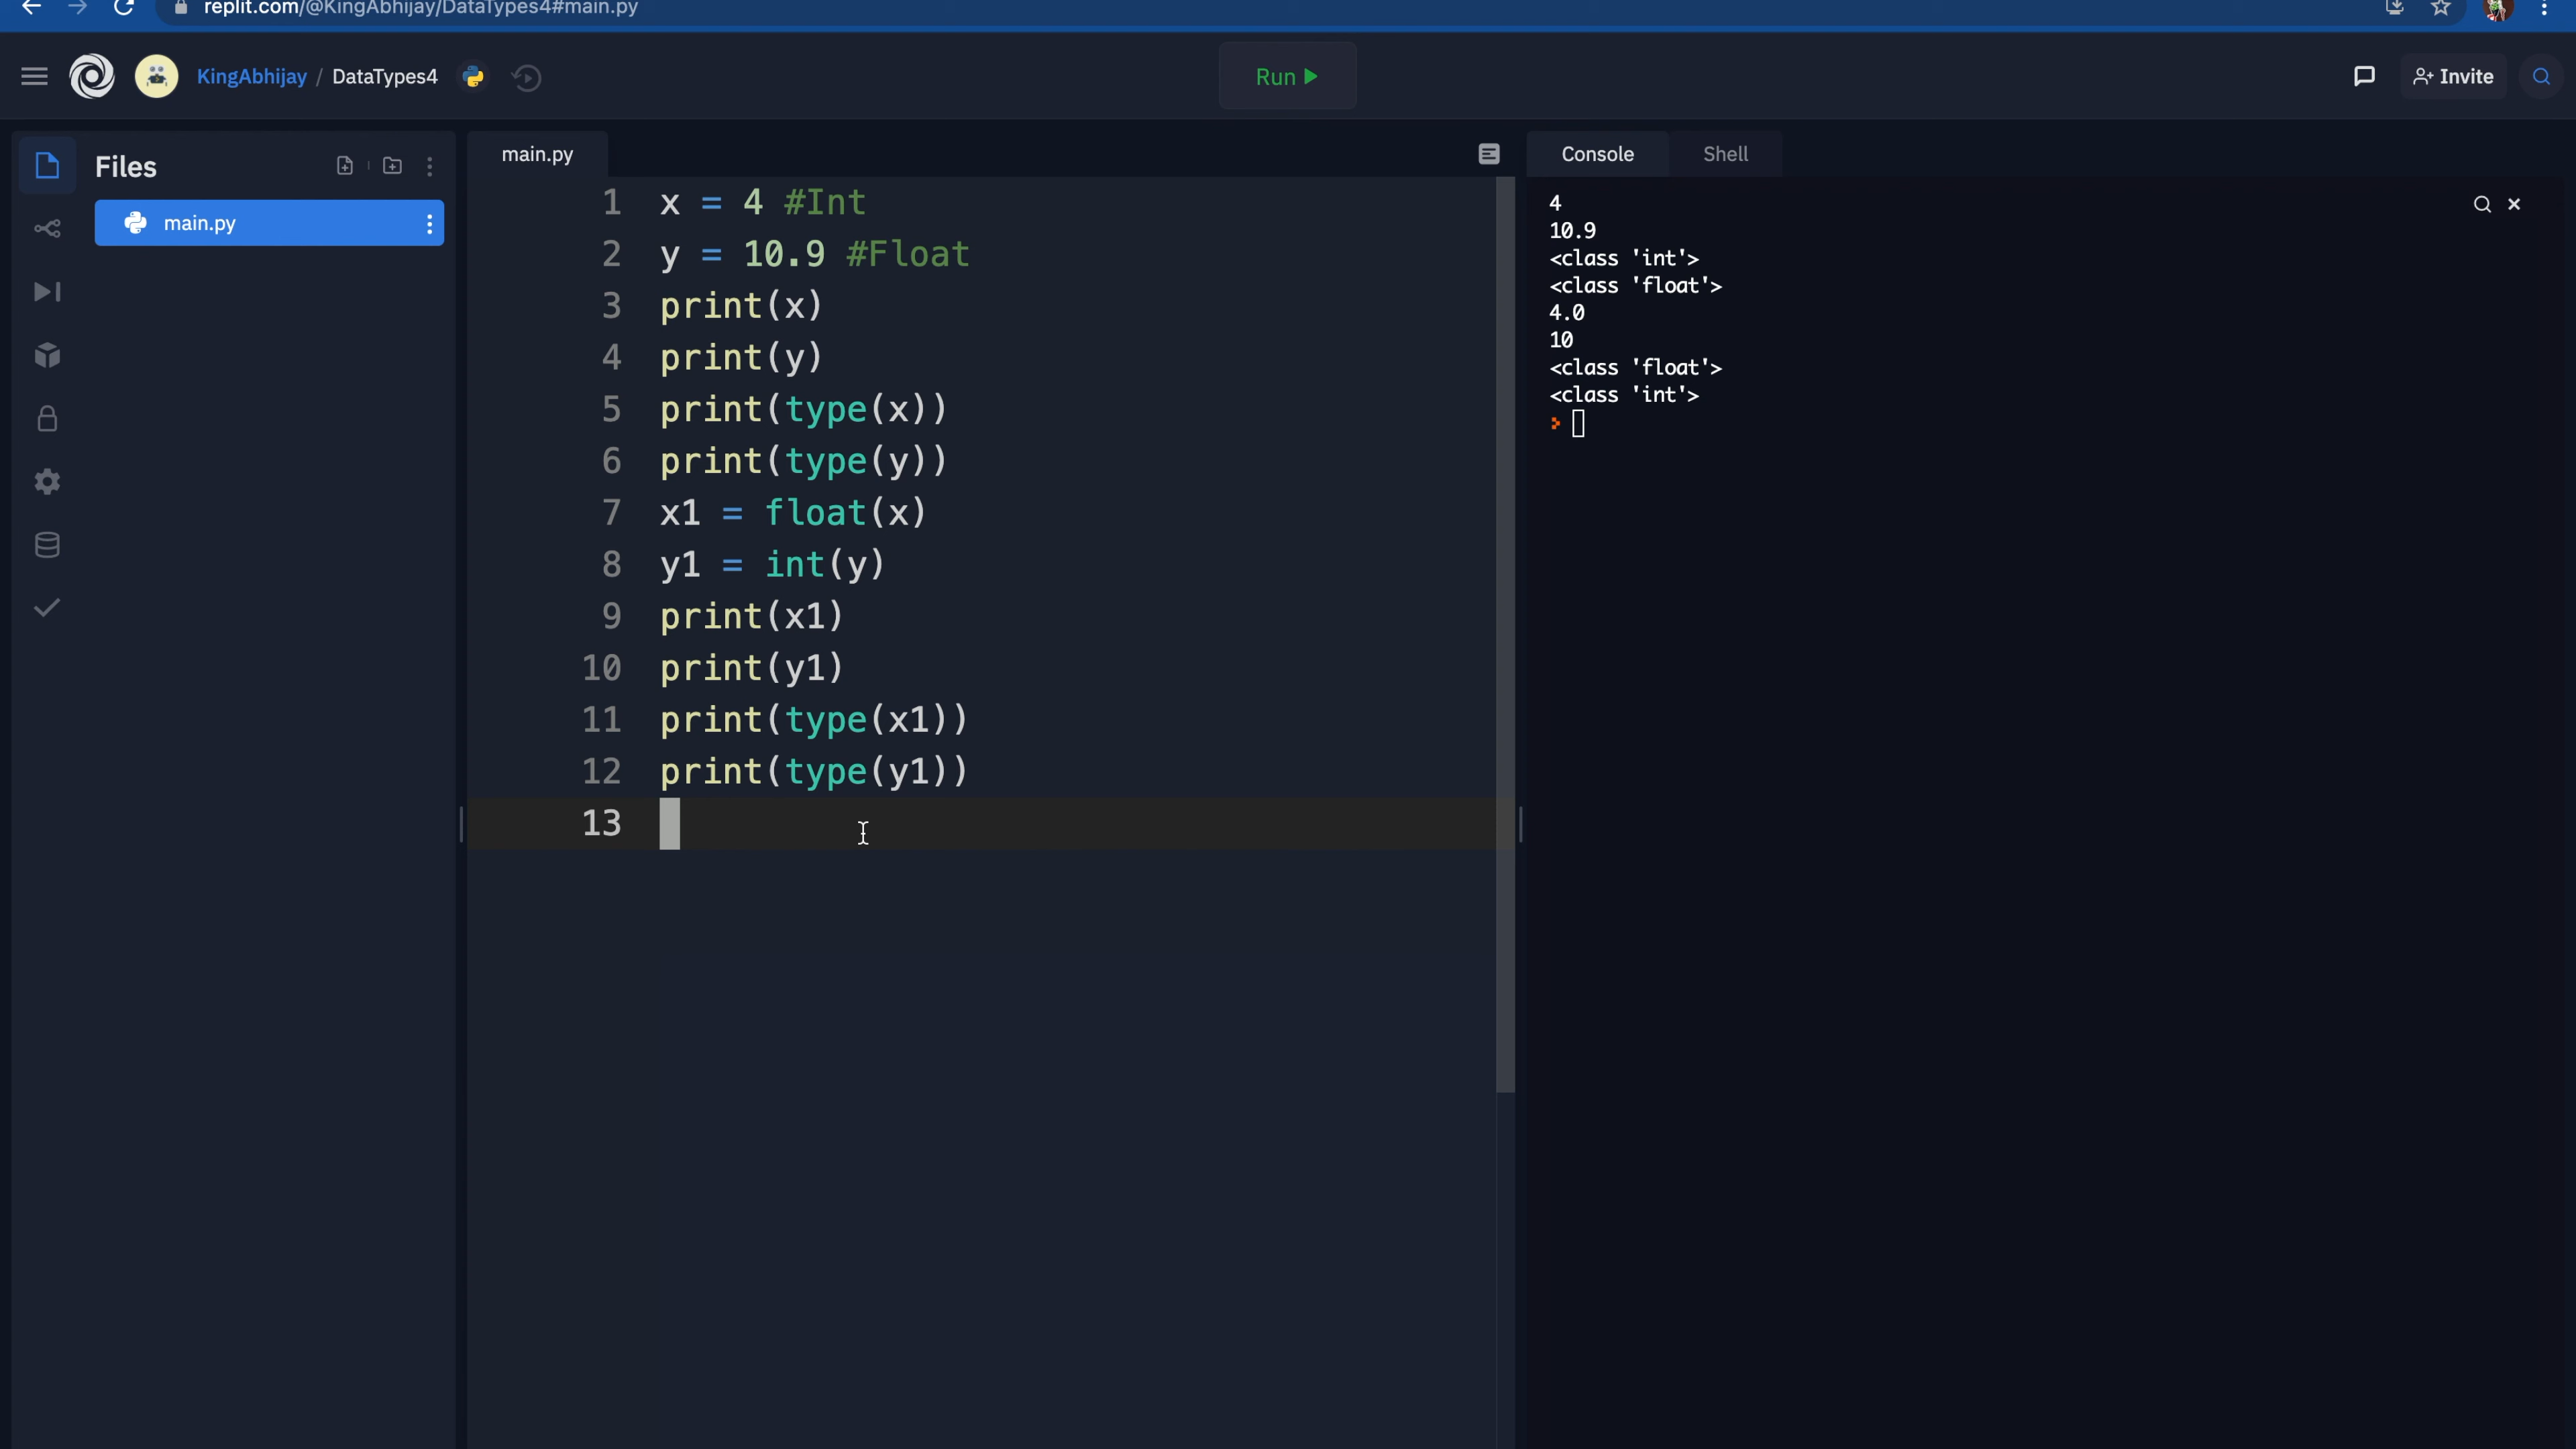 replit.com/@KingAbhijay/DataTypes4#main.py
KingAbhijay / DataTypes4
Run
Invite
Files
main.py
main.py
1 x = 4 #Int
2 y = 10.9 #Float
3 print(x)
4 print(y)
5 print(type(x))
6 print(type(y))
7 x1 = float(x)
8 y1 = int(y)
9 print(x1)
10 print(y1)
11 print(type(x1))
12 print(type(y1))
13
Console Shell
4
10.9
<class 'int'>
<class 'float'>
4.0
10
<class 'float'>
<class 'int'>